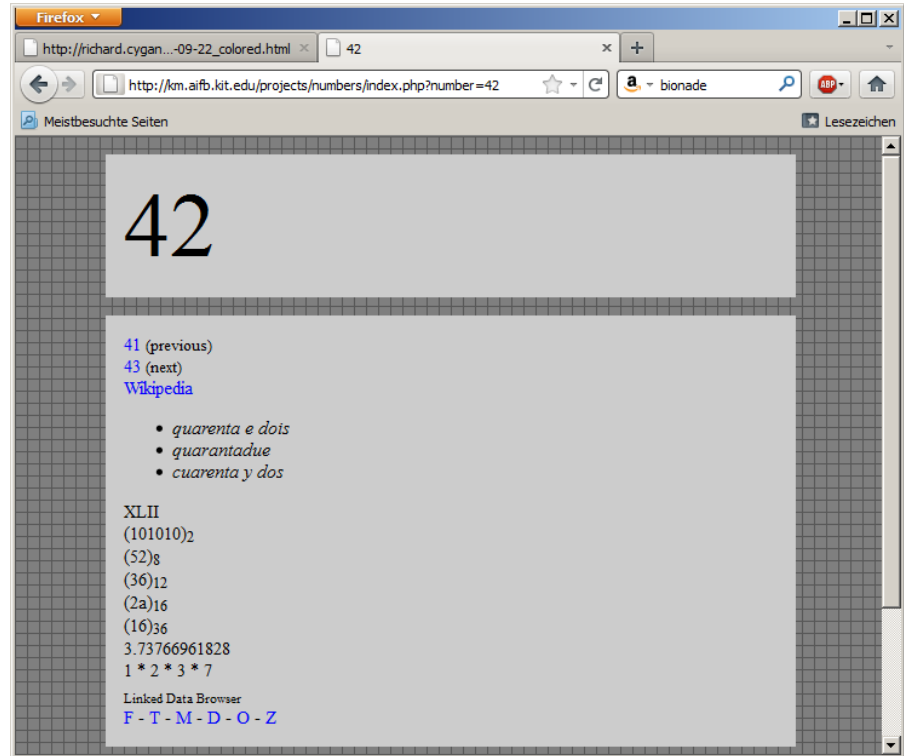 Firefox
http://richard.cygan...-09-22_colored.html
42
http://km.aifb.kit.edu/projects/numbers/index.php?number=42
a
bionade
ABP
Meistbesuchte Seiten
Lesezeichen
42
41 (previous)
43 (next)
Wikipedia
• quarenta e dois
• quarantadue
• cuarenta y dos
XLII
(101010)2
(52)8
(36)12
(2a)16
(16)36
3.73766961828
1 * 2 * 3 * 7
Linked Data Browser
F - T - M - D - O - Z